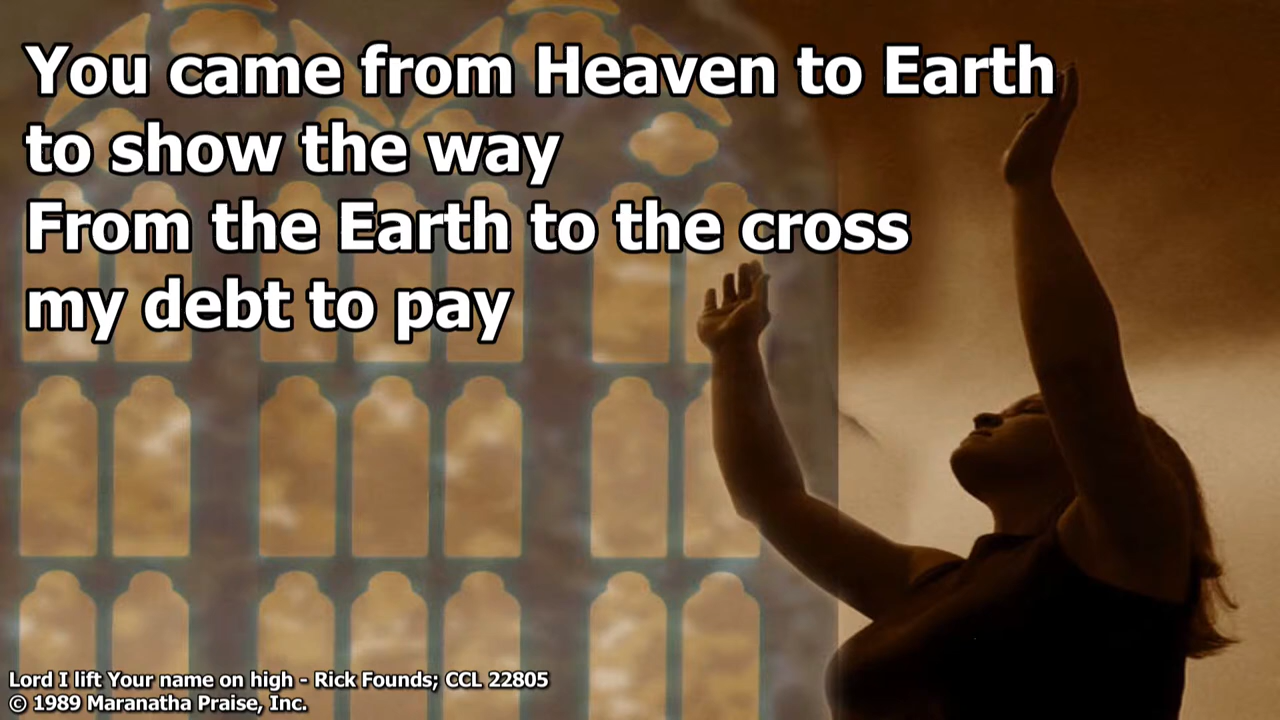 You came from Heaven to Earth
to show the way
From the Earth to the cross
my debt to pay
Lord I lift Your name on high - Rick Founds; CCL 22805
© 1989 Maranatha Praise, Inc.